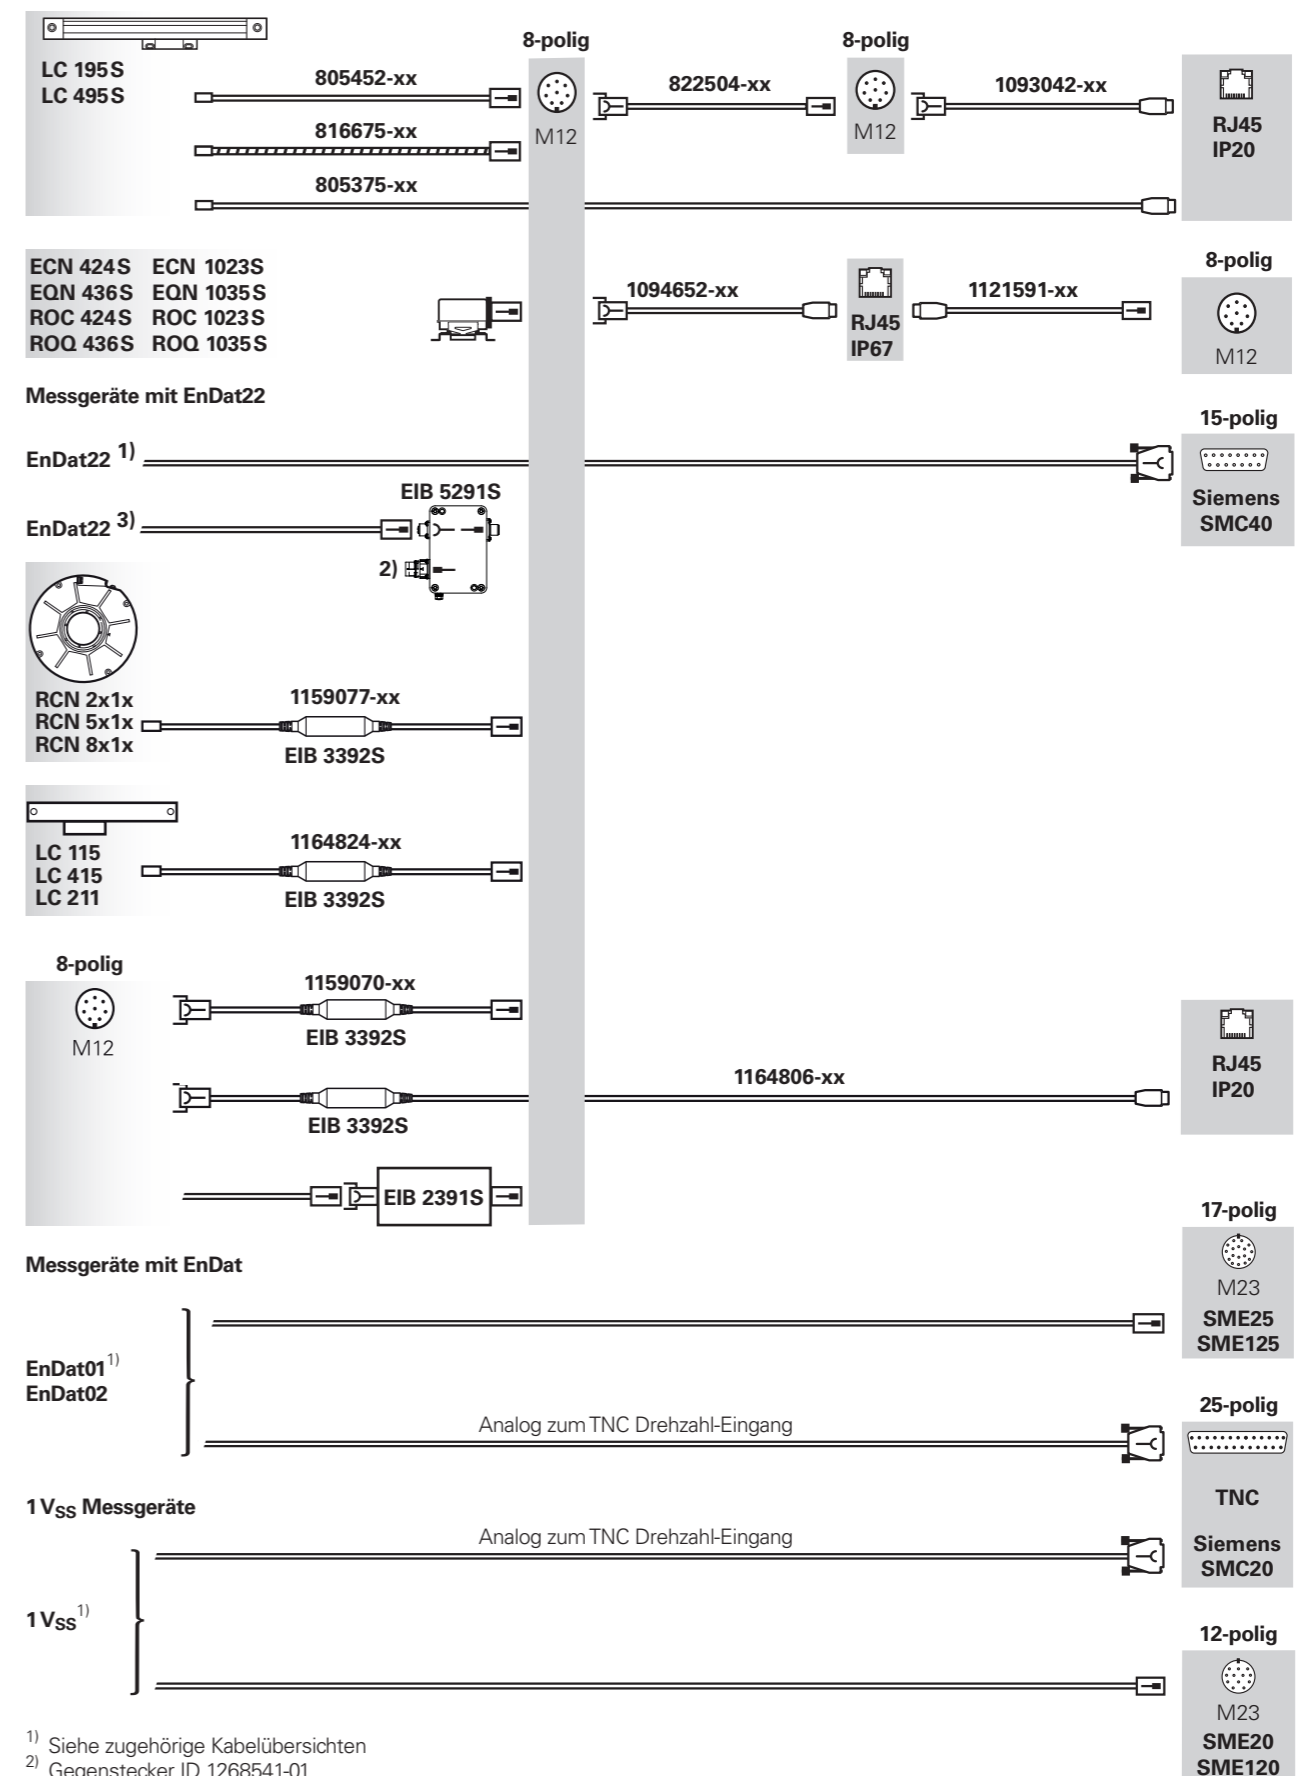 8-polig
8-polig
LC 195 S
LC 495 S
805452-xx
M12
822504-xx
M12
1093042-xx
RJ45
IP20
816675-xx
805375-xx
ECN 424 S ECN 1023 S
EQN 436 S EQN 1035 S
ROC 424 S ROC 1023 S
ROQ 436 S ROQ 1035 S
1094652-xx
RJ45
IP67
1121591-xx
8-polig
M12
Messgeräte mit EnDat22
EnDat22 1)
15-polig
Siemens
SMC40
EnDat22 3)
EIB 5291S
2)
RCN 2x1x
RCN 5x1x
RCN 8x1x
1159077-xx
EIB 3392S
LC 115
LC 415
LC 211
1164824-xx
EIB 3392S
8-polig
M12
1159070-xx
EIB 3392S
1164806-xx
EIB 3392S
RJ45
IP20
EIB 2391S
Messgeräte mit EnDat
17-polig
M23
SME25
SME125
EnDat01 1)
EnDat02
Analog zum TNC Drehzahl-Eingang
25-polig
TNC
Siemens
SMC20
1 VSS Messgeräte
Analog zum TNC Drehzahl-Eingang
1 VSS 1)
12-polig
M23
SME20
SME120
1) Siehe zugehörige Kabelübersichten
2) Gegenstecker ID 1268541-01